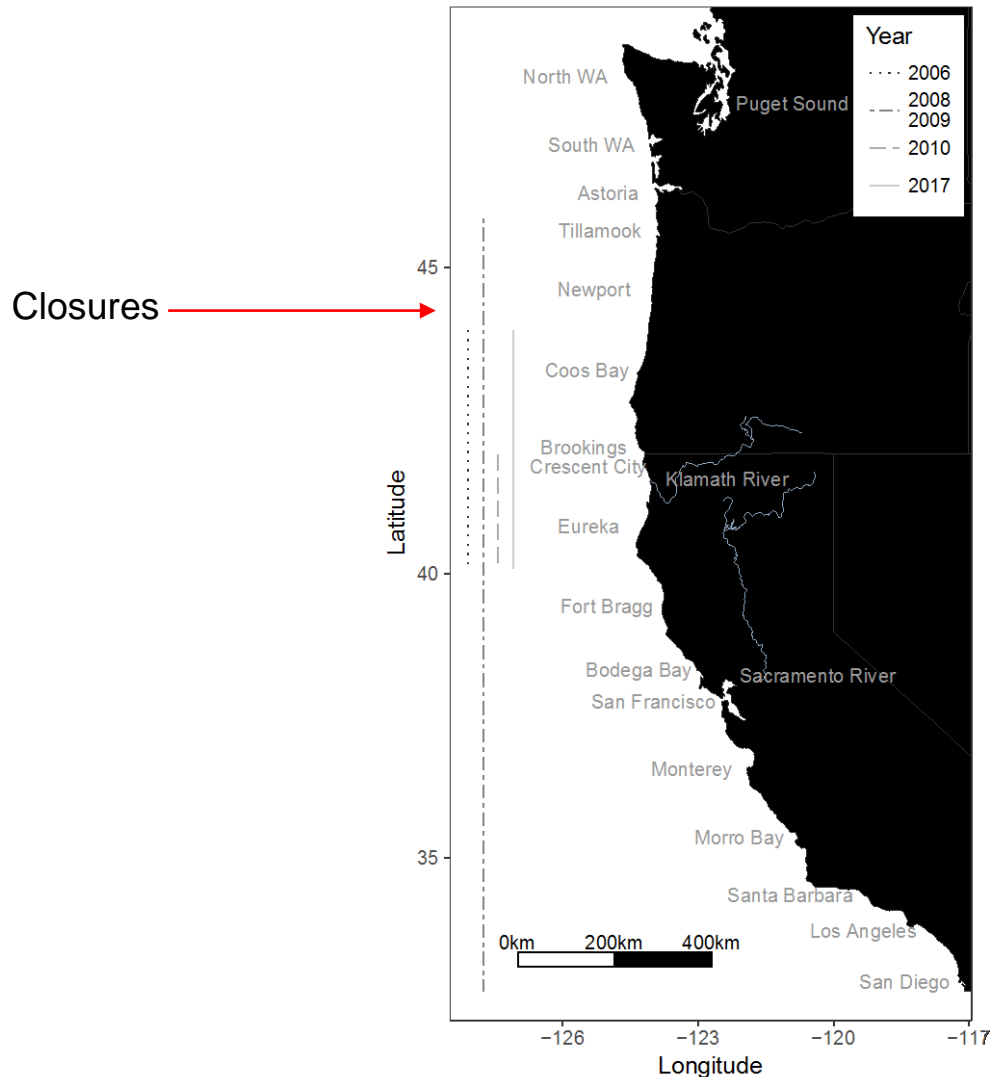 Year
2006
2008
2009
2010
2017
North WA
Puget Sound
South WA
Astoria
Tillamook
45
Newport
Closures
Coos Bay
Brookings
Crescent City
Klamath River
Latitude
Eureka
40
Fort Bragg
Bodega Bay
Sacramento River
San Francisco
Monterey
Morro Bay
35
Santa Barbara
Los Angeles
0km 200km 400km
San Diego
−126 −123 −120 −117
Longitude